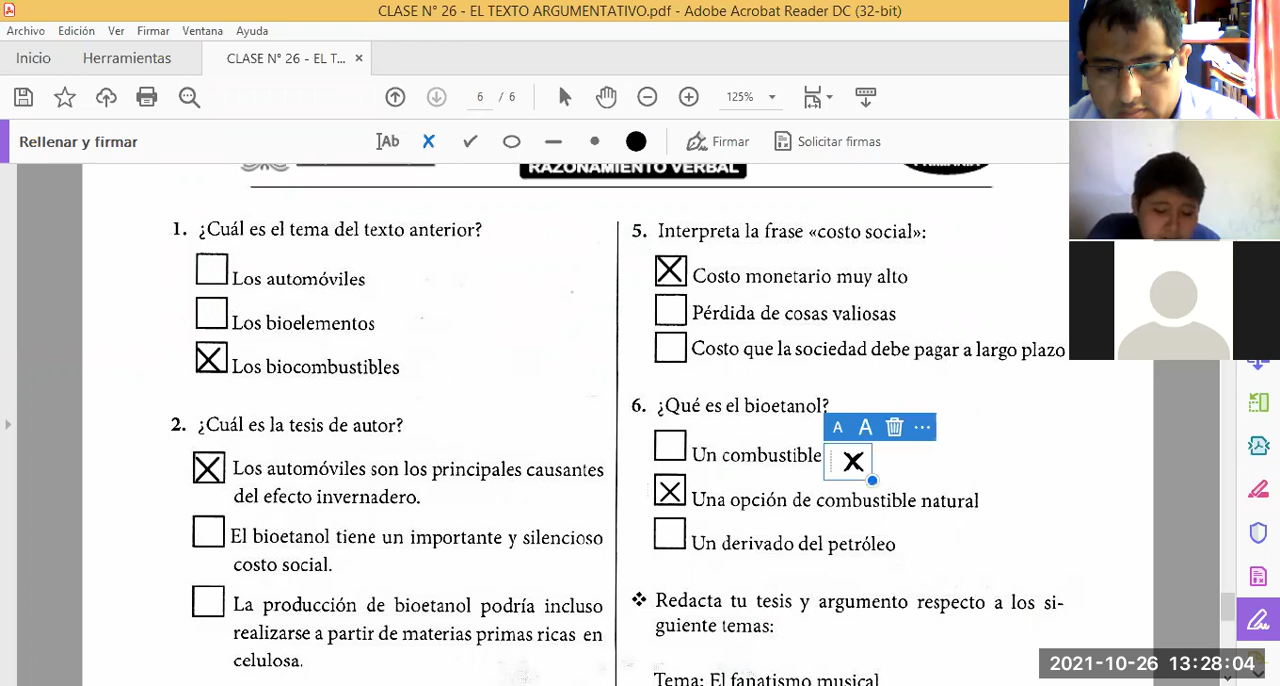 CLASE N° 26 - EL TEXTO ARGUMENTATIVO.pdf - Adobe Acrobat Reader DC (32-bit)
Archivo Edición Ver Firmar Ventana Ayuda
Inicio Herramientas CLASE N° 26 - EL T... ×
6 / 6 125%
Rellenar y firmar Ab Firmar Solicitar firmas
RAZONAMIENTO VERBAL
1. ¿Cuál es el tema del texto anterior?
Los automóviles
Los bioelementos
Los biocombustibles
2. ¿Cuál es la tesis de autor?
Los automóviles son los principales causantes
del efecto invernadero.
El bioetanol tiene un importante y silencioso
costo social.
La producción de bioetanol podría incluso
realizarse a partir de materias primas ricas en
celulosa.
5. Interpreta la frase «costo social»:
Costo monetario muy alto
Pérdida de cosas valiosas
Costo que la sociedad debe pagar a largo plazo
6. ¿Qué es el bioetanol?
A A ...
Un combustible
Una opción de combustible natural
Un derivado del petróleo
❖ Redacta tu tesis y argumento respecto a los si-
guiente temas:
Tema: El fanatismo musical
2021-10-26 13:28:04